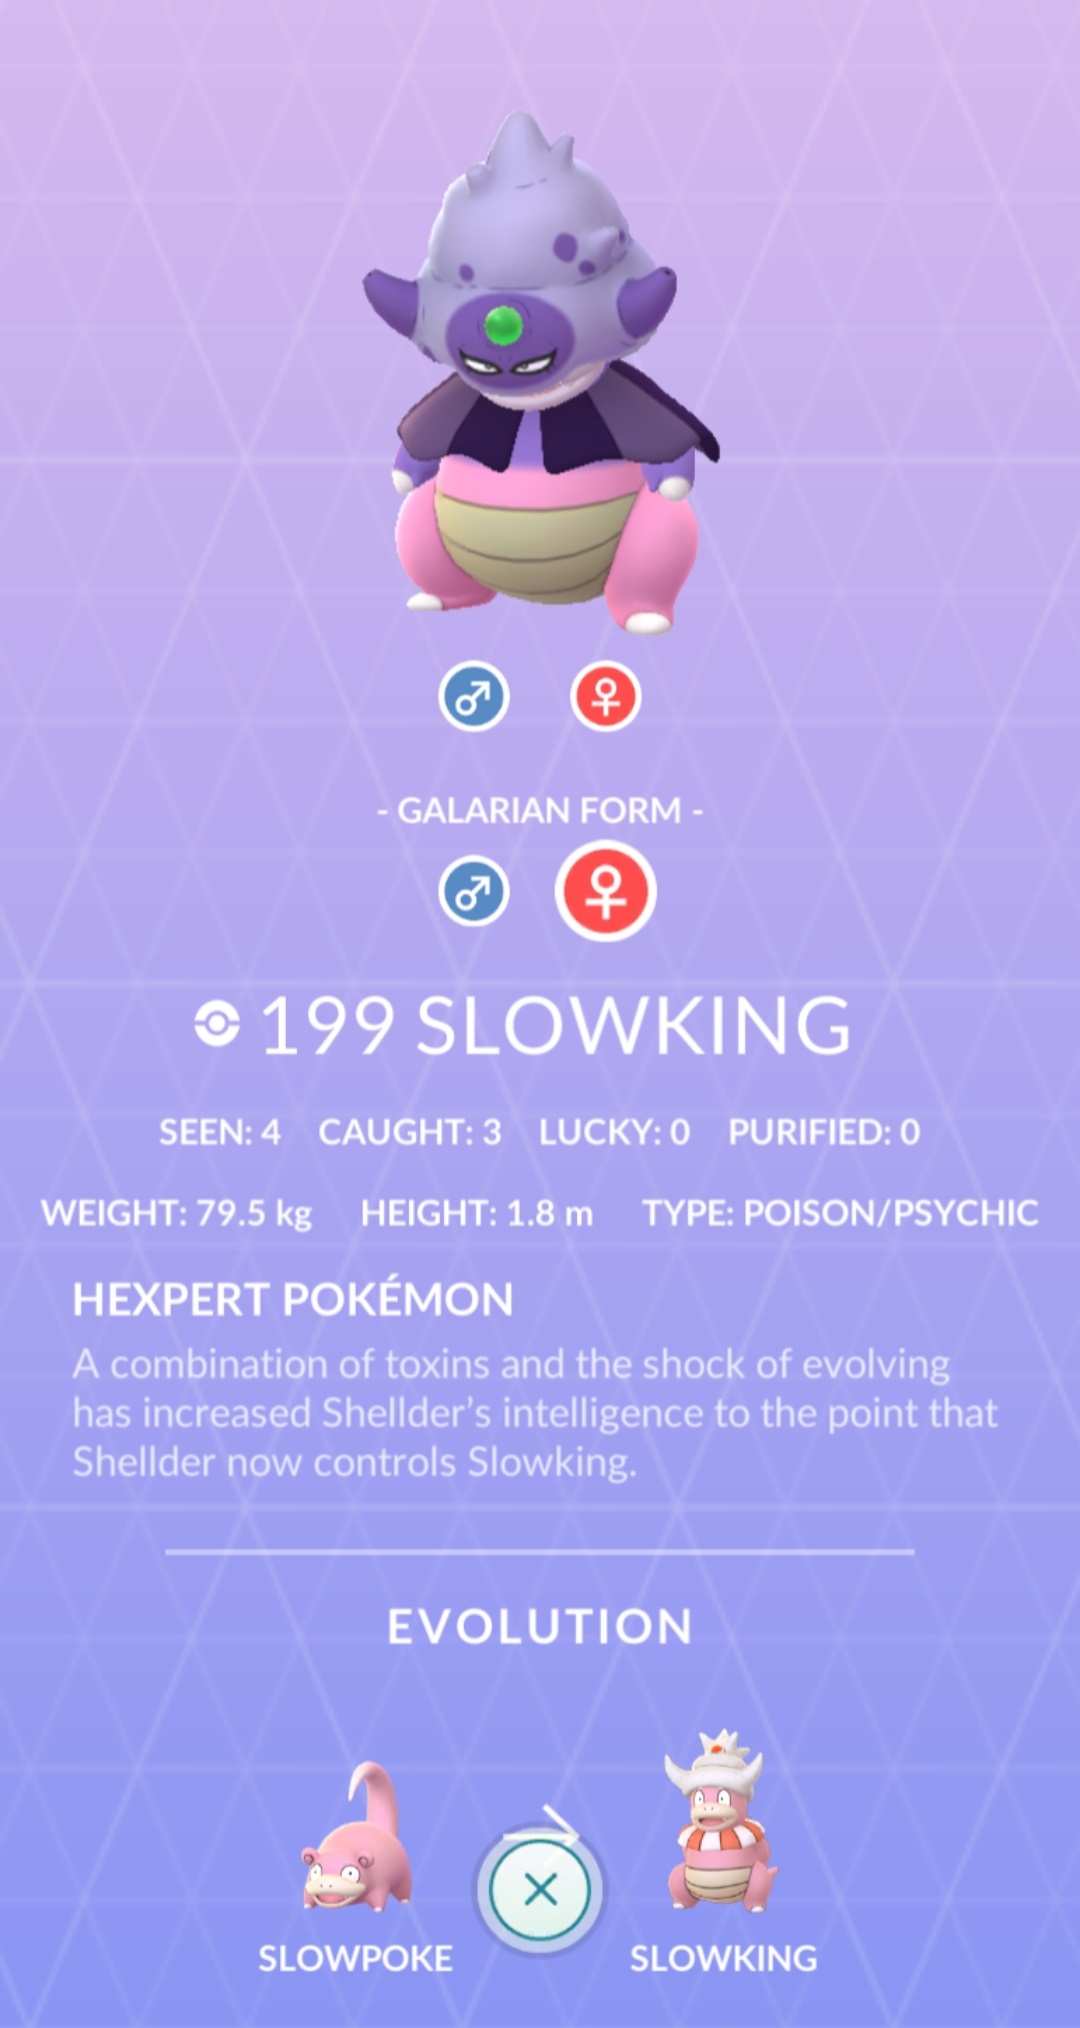 - GALARIAN FORM -
199 SLOWKING
SEEN: 4 CAUGHT: 3 LUCKY: 0 PURIFIED: 0
WEIGHT: 79.5 kg HEIGHT: 1.8 m TYPE: POISON/PSYCHIC
HEXPERT POKÉMON
A combination of toxins and the shock of evolving
has increased Shellder’s intelligence to the point that
Shellder now controls Slowking.
EVOLUTION
SLOWPOKE SLOWKING